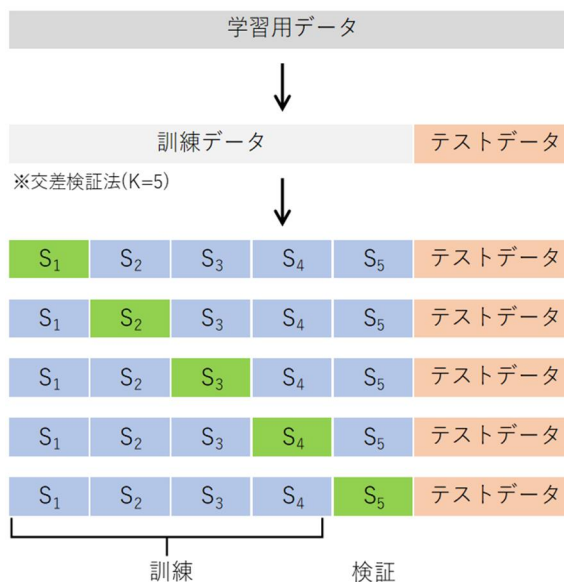 学習用データ
訓練データ テストデータ
※交差検証法(K=5)
S₁ S₂ S₃ S₄ S₅ テストデータ
S₁ S₂ S₃ S₄ S₅ テストデータ
S₁ S₂ S₃ S₄ S₅ テストデータ
S₁ S₂ S₃ S₄ S₅ テストデータ
S₁ S₂ S₃ S₄ S₅ テストデータ
訓練 検証